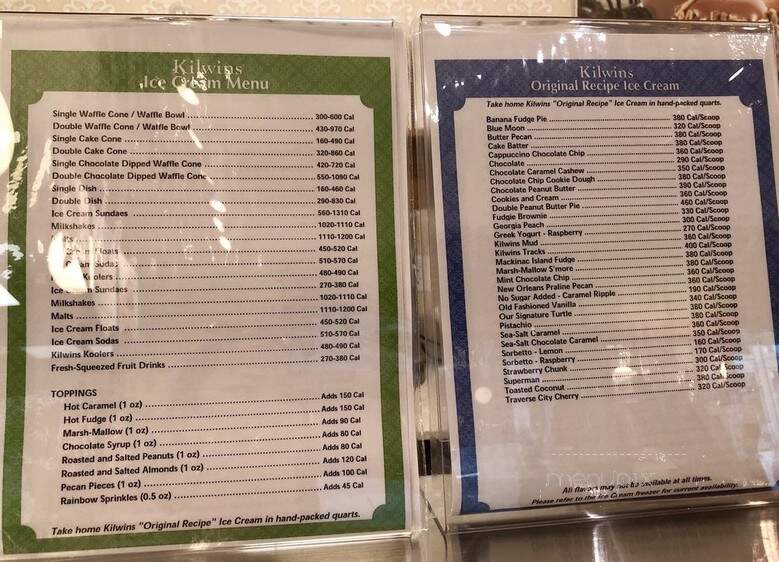 Kilwins
Ice Cream Menu
Single Waffle Cone / Waffle Bowl ........ 300-600 Cal
Double Waffle Cone / Waffle Bowl ........ 430-970 Cal
Single Cake Cone ........ 160-490 Cal
Double Cake Cone ........ 320-860 Cal
Single Chocolate Dipped Waffle Cone ........ 420-720 Cal
Double Chocolate Dipped Waffle Cone ........ 550-1090 Cal
Single Dish ........ 160-460 Cal
Double Dish ........ 290-830 Cal
Ice Cream Sundaes ........ 560-1310 Cal
Milkshakes ........ 1020-1110 Cal
........ 1110-1200 Cal
Floats ........ 450-520 Cal
Sodas ........ 510-570 Cal
Koolers ........ 480-490 Cal
Ice Cream Sundaes ........ 270-380 Cal
Milkshakes ........ 1020-1110 Cal
Malts ........ 1110-1200 Cal
Ice Cream Floats ........ 450-520 Cal
Ice Cream Sodas ........ 510-570 Cal
Kilwins Koolers ........ 480-490 Cal
Fresh-Squeezed Fruit Drinks ........ 270-380 Cal
TOPPINGS
Hot Caramel (1 oz) ........ Adds 150 Cal
Hot Fudge (1 oz) ........ Adds 150 Cal
Marsh-Mallow (1 oz) ........ Adds 90 Cal
Chocolate Syrup (1 oz) ........ Adds 80 Cal
Roasted and Salted Peanuts (1 oz) ........ Adds 80 Cal
Roasted and Salted Almonds (1 oz) ........ Adds 120 Cal
Pecan Pieces (1 oz) ........ Adds 100 Cal
Rainbow Sprinkles (0.5 oz) ........ Adds 45 Cal
Take home Kilwins "Original Recipe" Ice Cream in hand-packed quarts.
Kilwins
Original Recipe Ice Cream
Take home Kilwins "Original Recipe" Ice Cream in hand-packed quarts.
Banana Fudge Pie ........ 380 Cal/Scoop
Blue Moon ........ 320 Cal/Scoop
Butter Pecan ........ 380 Cal/Scoop
Cake Batter ........ 380 Cal/Scoop
Cappuccino Chocolate Chip ........ 360 Cal/Scoop
Chocolate ........ 290 Cal/Scoop
Chocolate Caramel Cashew ........ 350 Cal/Scoop
Chocolate Chip Cookie Dough ........ 380 Cal/Scoop
Chocolate Peanut Butter ........ 390 Cal/Scoop
Cookies and Cream ........ 360 Cal/Scoop
Double Peanut Butter Pie ........ 460 Cal/Scoop
Fudge Brownie ........ 330 Cal/Scoop
Georgia Peach ........ 300 Cal/Scoop
Greek Yogurt - Raspberry ........ 270 Cal/Scoop
Kilwins Mud ........ 360 Cal/Scoop
Kilwins Tracks ........ 400 Cal/Scoop
Mackinac Island Fudge ........ 380 Cal/Scoop
Marsh-Mallow S'more ........ 380 Cal/Scoop
Mint Chocolate Chip ........ 360 Cal/Scoop
New Orleans Praline Pecan ........ 360 Cal/Scoop
No Sugar Added - Caramel Ripple ........ 190 Cal/Scoop
Old Fashioned Vanilla ........ 340 Cal/Scoop
Our Signature Turtle ........ 380 Cal/Scoop
Pistachio ........ 380 Cal/Scoop
Sea-Salt Caramel ........ 360 Cal/Scoop
Sea-Salt Chocolate Caramel ........ 350 Cal/Scoop
Sorbetto - Lemon ........ 160 Cal/Scoop
Sorbetto - Raspberry ........ 170 Cal/Scoop
Strawberry Chunk ........ 300 Cal/Scoop
Superman ........ 320 Cal/Scoop
Toasted Coconut ........ 380 Cal/Scoop
Traverse City Cherry ........ 320 Cal/Scoop
All flavors may not be available at all times.
Please refer to the Ice Cream freezer for current availability.